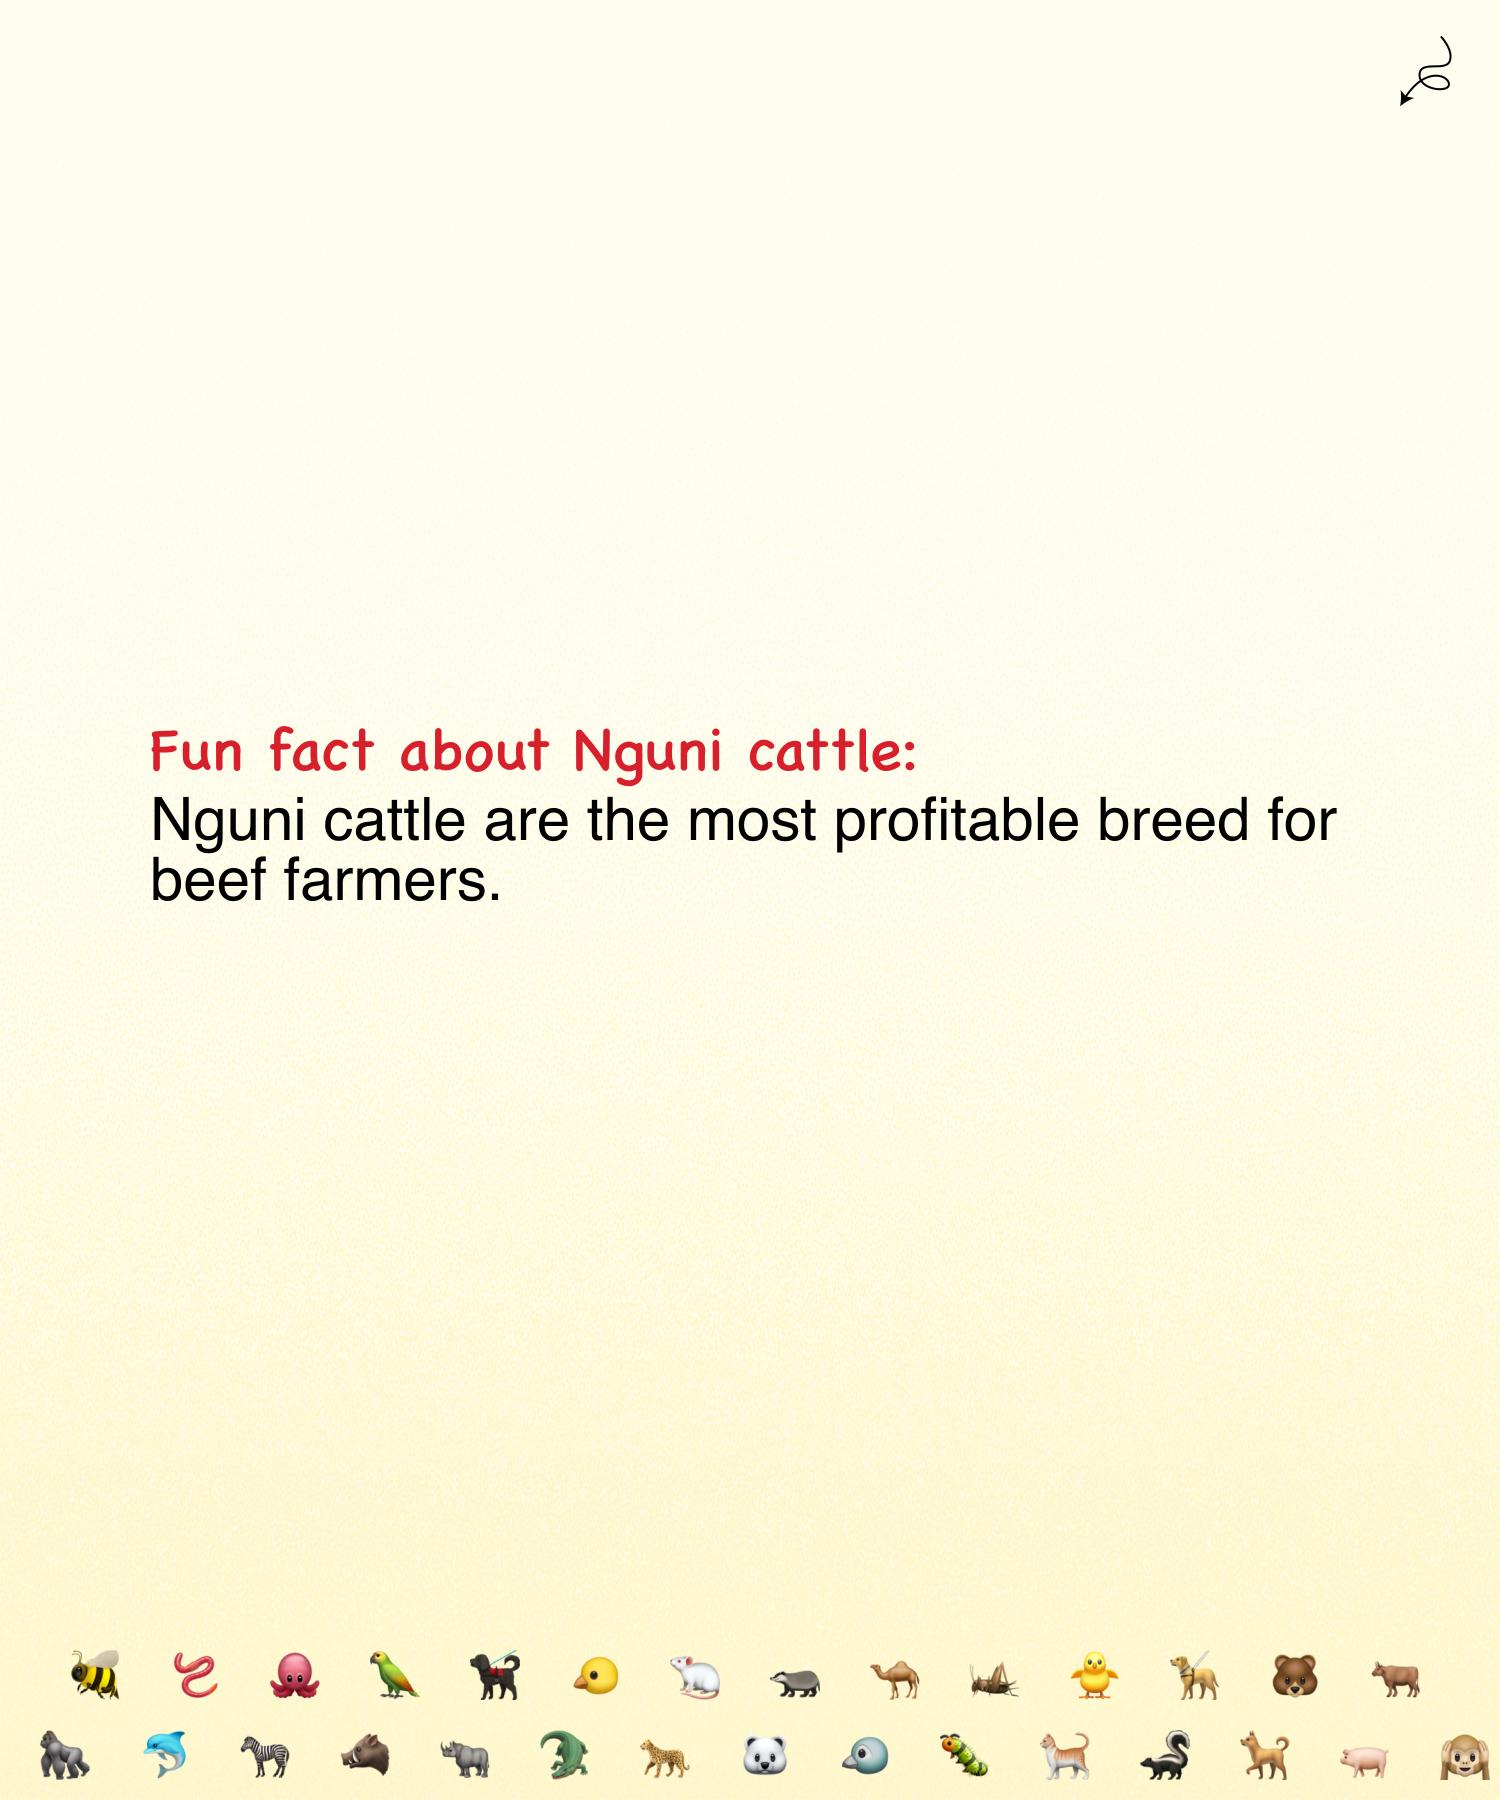 Fun fact about Nguni cattle:
Nguni cattle are the most profitable breed for
beef farmers.